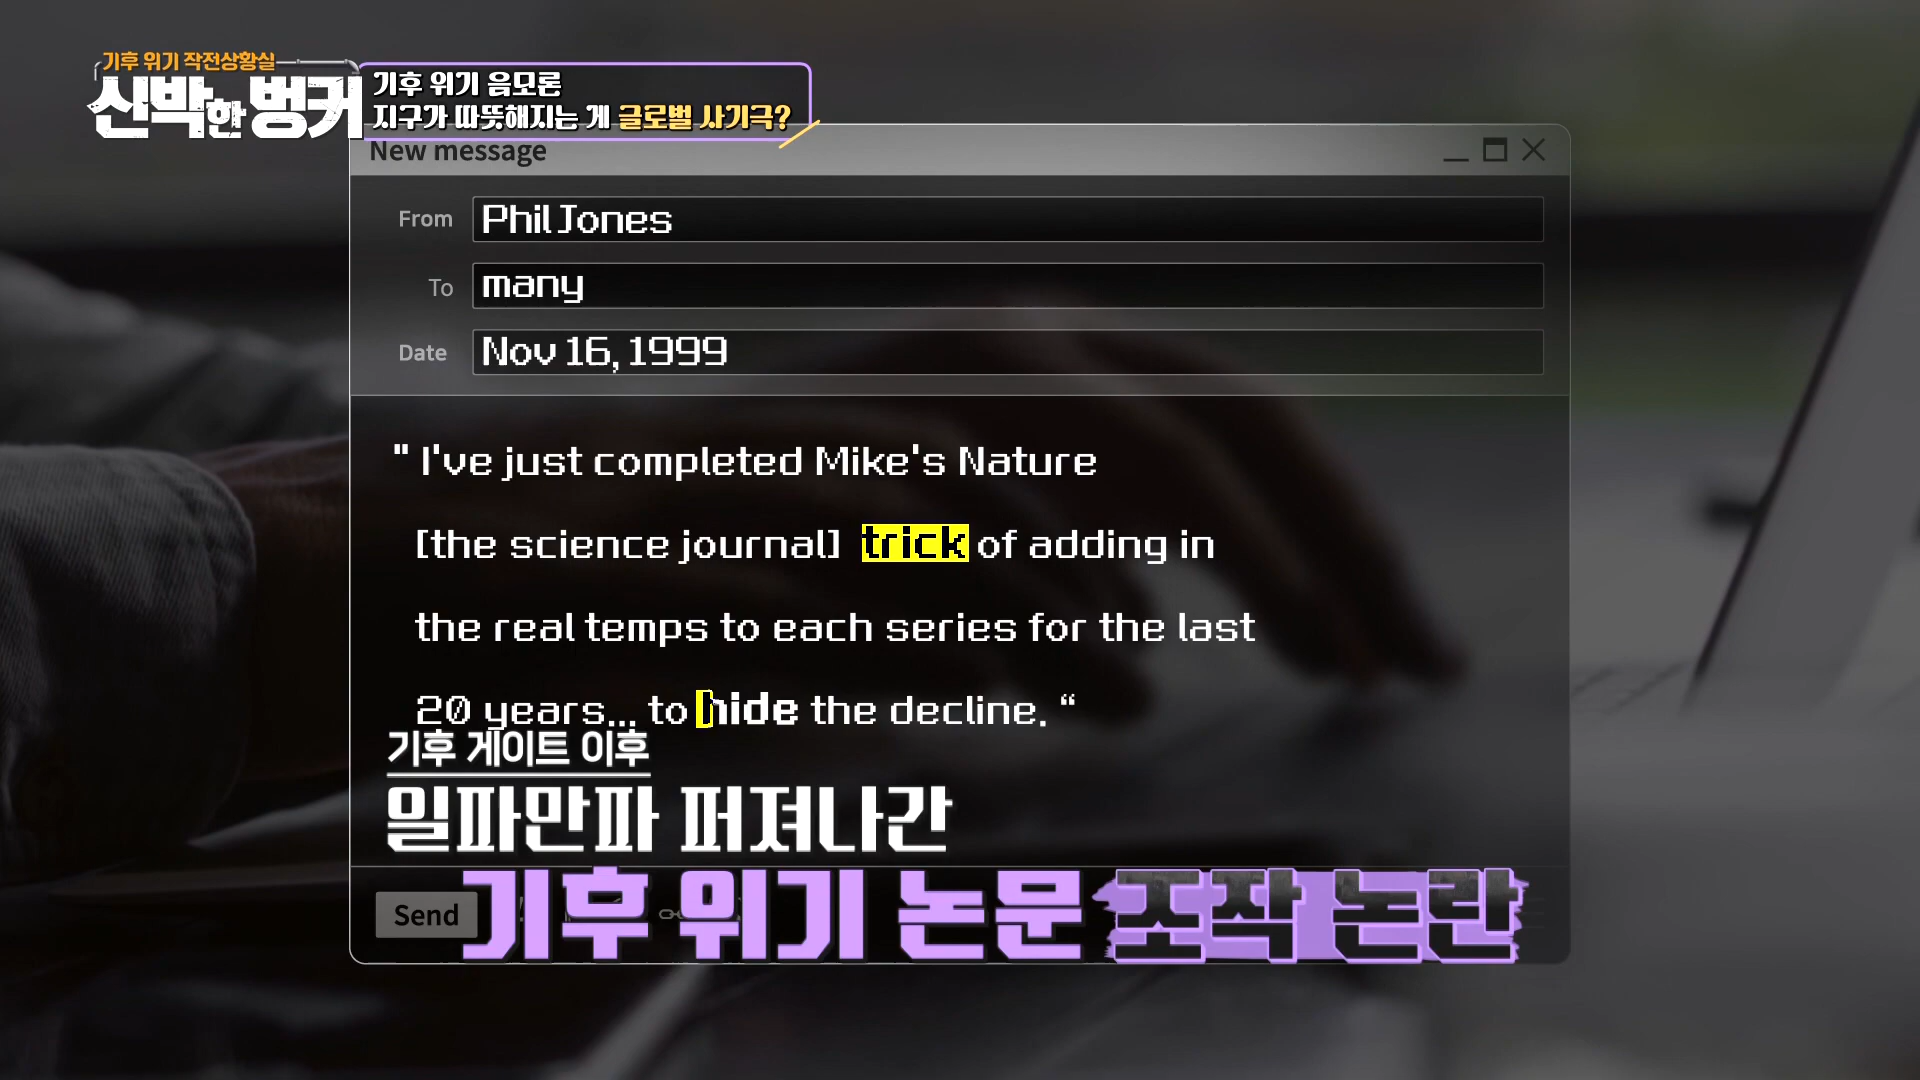 기후 위기 작전상황실
신박한 벙커
기후 위기 음모론
지구가 따뜻해지는 게 글로벌 사기극?
New message
From Phil Jones
To many
Date Nov 16, 1999
" I've just completed Mike's Nature
[the science journal] trick of adding in
the real temps to each series for the last
20 years... to hide the decline. “
기후 게이트 이후
일파만파 퍼져나간
Send
기후 위기 논문 조작 논란